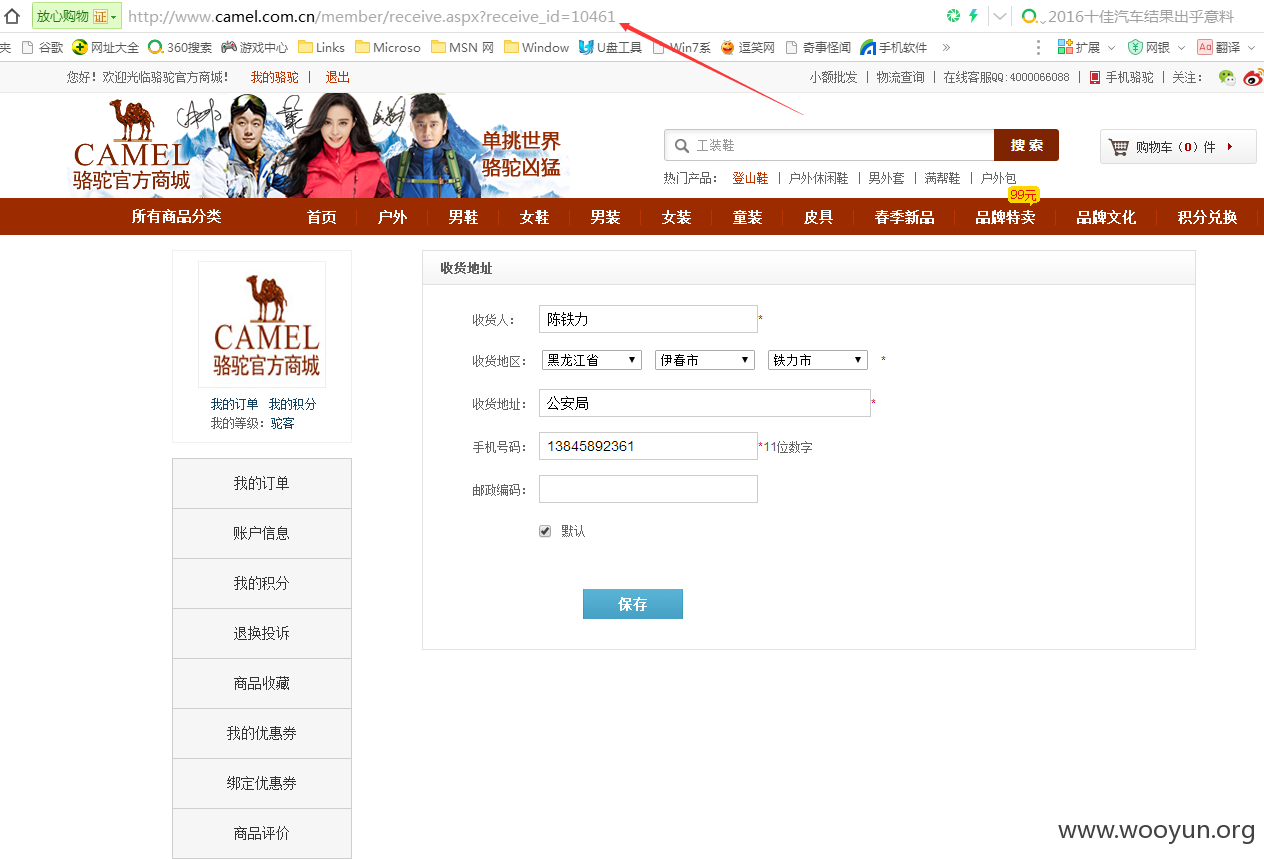 放心购物 证 http://www.camel.com.cn/member/receive.aspx?receive_id=10461 2016十佳汽车结果出乎意料
夹 谷歌 网址大全 360搜索 游戏中心 Links Microso MSN 网 Window U盘工具 Win7系 逗笑网 奇事怪闻 手机软件 » 扩展 网银 Aa 翻译
您好！欢迎光临骆驼官方商城！ 我的骆驼 | 退出 小额批发 | 物流查询 | 在线客服QQ:4000086088 | 手机骆驼 | 关注：
CAMEL
骆驼官方商城
单挑世界
骆驼凶猛
工装鞋 搜 索
购物车（0）件
热门产品： 登山鞋 | 户外休闲鞋 | 男外套 | 满帮鞋 | 户外包
99元
所有商品分类 首页 户外 男鞋 女鞋 男装 女装 童装 皮具 春季新品 品牌特卖 品牌文化 积分兑换
CAMEL
骆驼官方商城
我的订单 我的积分
我的等级：驼客
我的订单
账户信息
我的积分
退换投诉
商品收藏
我的优惠券
绑定优惠券
商品评价
收货地址
收货人： 陈铁力 *
收货地区： 黑龙江省 伊春市 铁力市 *
收货地址： 公安局 *
手机号码： 13845892361 *11位数字
邮政编码：
默认
保存
www.wooyun.org